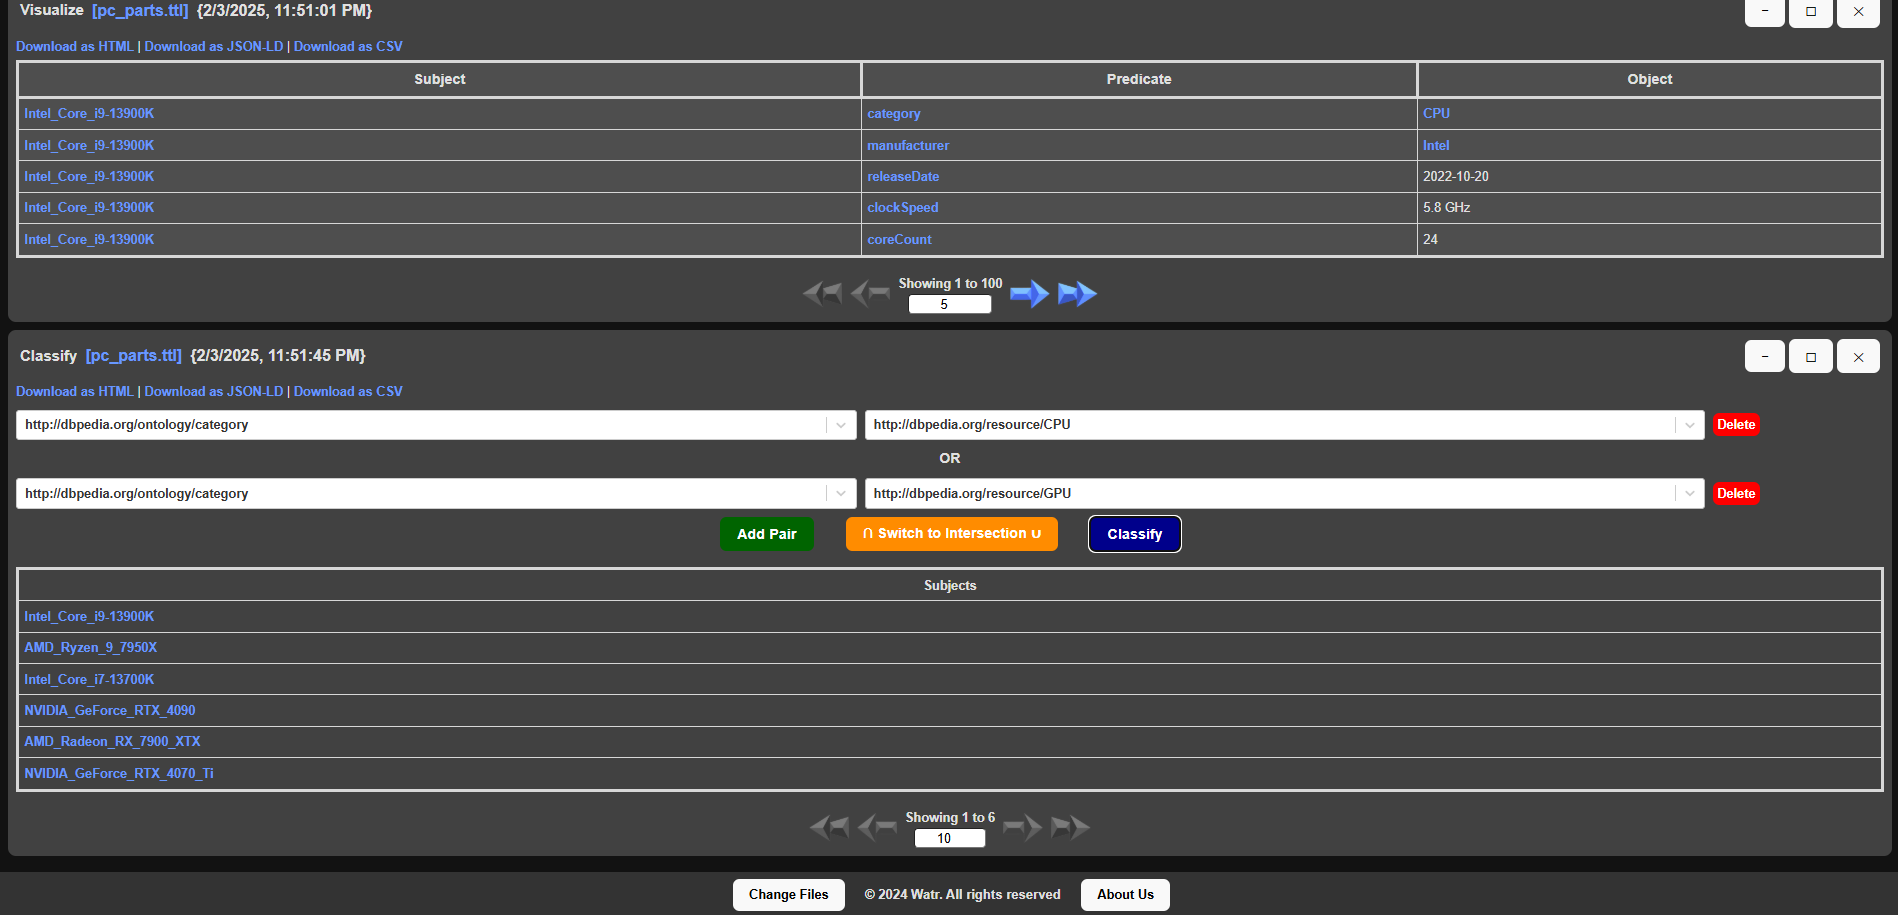 Visualize [pc_parts.ttl] {2/3/2025, 11:51:01 PM}
Download as HTML | Download as JSON-LD | Download as CSV
Subject Predicate Object
Intel_Core_i9-13900K category CPU
Intel_Core_i9-13900K manufacturer Intel
Intel_Core_i9-13900K releaseDate 2022-10-20
Intel_Core_i9-13900K clockSpeed 5.8 GHz
Intel_Core_i9-13900K coreCount 24
Showing 1 to 100
5
Classify [pc_parts.ttl] {2/3/2025, 11:51:45 PM}
Download as HTML | Download as JSON-LD | Download as CSV
http://dbpedia.org/ontology/category http://dbpedia.org/resource/CPU Delete
OR
http://dbpedia.org/ontology/category http://dbpedia.org/resource/GPU Delete
Add Pair ∩ Switch to Intersection ∪ Classify
Subjects
Intel_Core_i9-13900K
AMD_Ryzen_9_7950X
Intel_Core_i7-13700K
NVIDIA_GeForce_RTX_4090
AMD_Radeon_RX_7900_XTX
NVIDIA_GeForce_RTX_4070_Ti
Showing 1 to 6
10
Change Files © 2024 Watr. All rights reserved About Us